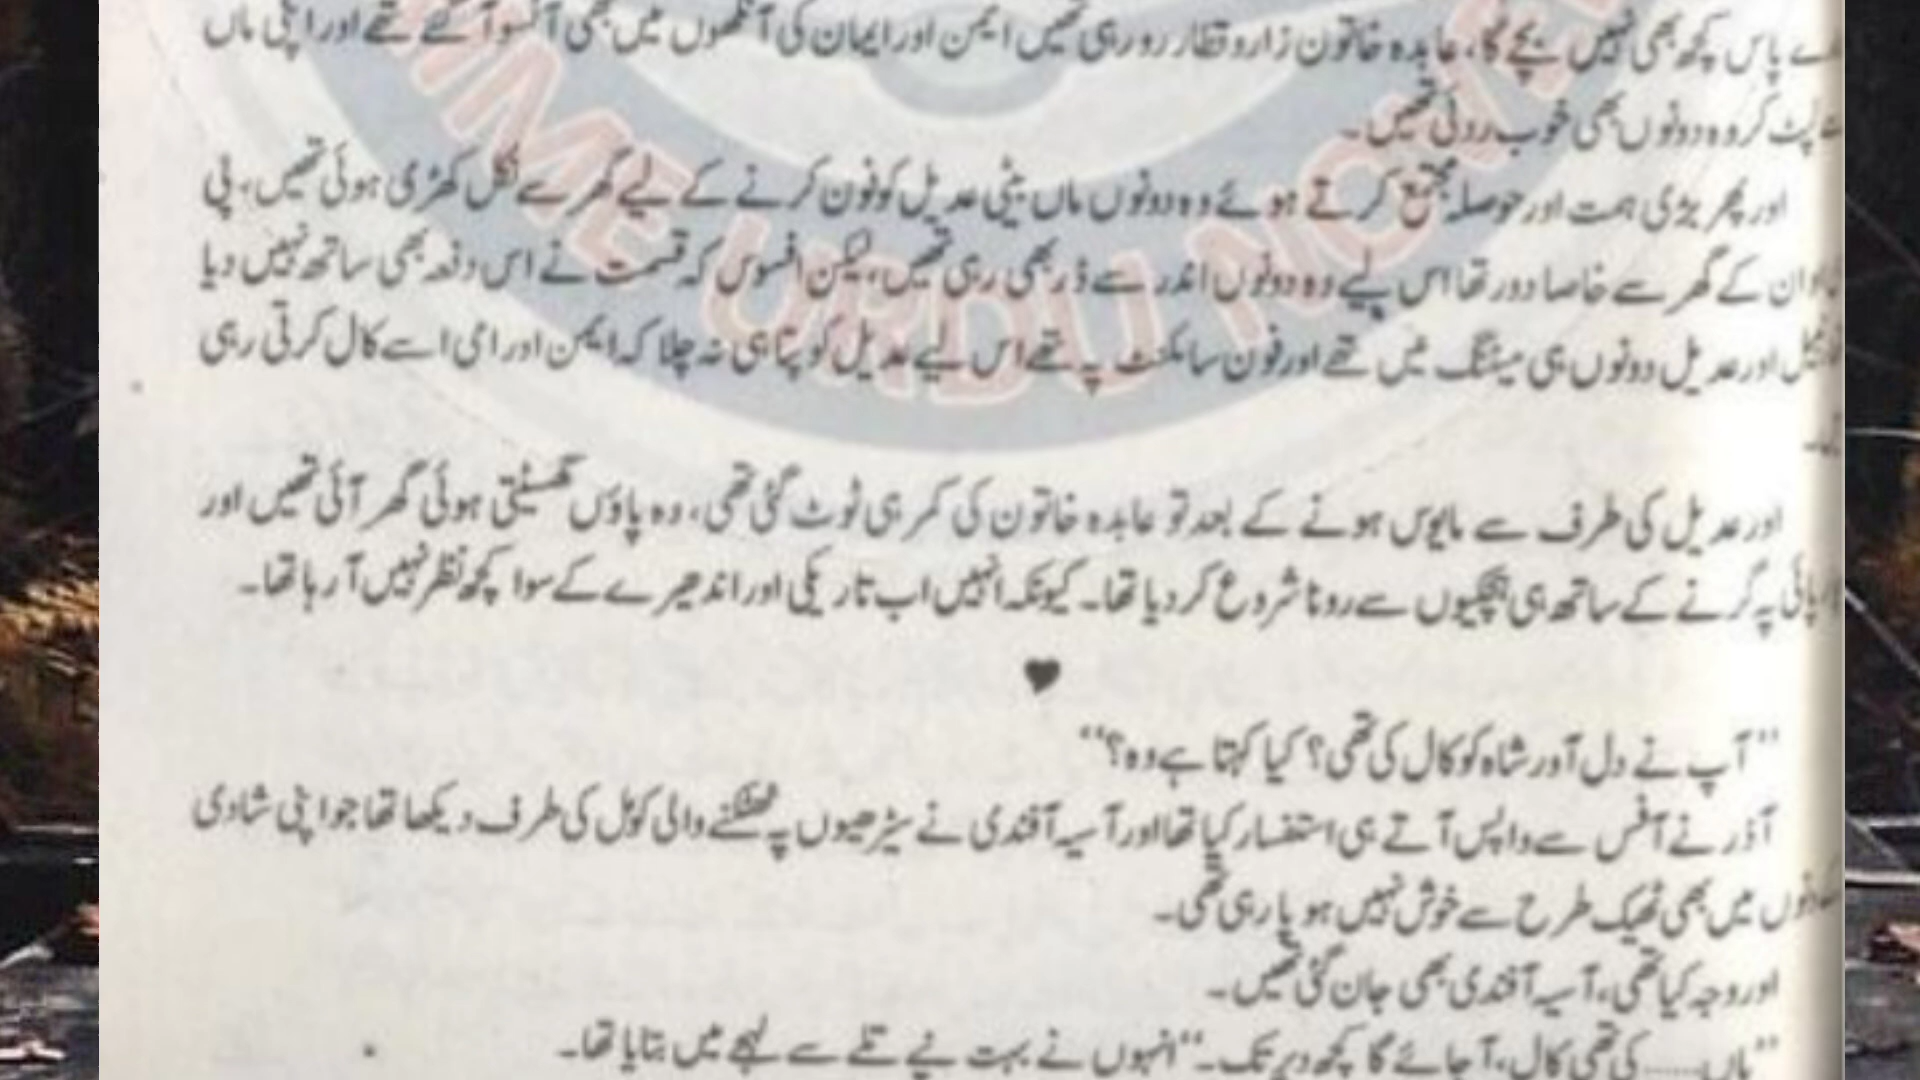 پاس کچھ بھی نہیں بچے گا، عابدہ خاتون زار و قطار رو رہی تھیں ایمن اور ایمان کی آنکھوں میں بھی آنسو آ گئے تھے اور اپنی ماں
لپٹ کر وہ دونوں بھی خوب روئی تھیں۔
اور پھر بڑی ہمت اور حوصلہ مجتمع کرتے ہوئے وہ دونوں ماں بیٹی عدیل کو فون کرنے کے لیے گھر سے نکل کھڑی ہوئی تھیں، پی
ان کے گھر سے خاصا دور تھا اس لیے وہ دونوں اندر سے ڈر بھی رہی تھیں، لیکن افسوس کہ قسمت نے اس دفعہ بھی ساتھ نہیں دیا
اور عدیل دونوں ہی میٹنگ میں تھے اور فون سائلنٹ پہ تھے اس لیے عدیل کو پتا ہی نہ چلا کہ ایمن اور امی اسے کال کرتی رہی
اور عدیل کی طرف سے مایوس ہونے کے بعد تو عابدہ خاتون کی کمر ہی ٹوٹ گئی تھی، وہ پاؤں گھسیٹتی ہوئی گھر آئی تھیں اور
پہ گرنے کے ساتھ ہی ہچکیوں سے رونا شروع کر دیا تھا۔ کیونکہ انہیں اب تاریکی اور اندھیرے کے سوا کچھ نظر نہیں آ رہا تھا۔
"آپ نے دل آور شاہ کو کال کی تھی؟ کیا کہتا ہے وہ؟"
آذر نے آفس سے واپس آتے ہی استفسار کیا تھا اور آسیہ آفندی نے سیڑھیوں پہ ٹھٹکنے والی کومل کی طرف دیکھا تھا جو اپنی شادی
میں بھی ٹھیک طرح سے خوش نہیں ہو پا رہی تھی۔
اور وجہ کیا تھی، آسیہ آفندی بھی جان گئی تھیں۔
"ہاں...... کی تھی کال، آ جائے گا کچھ دیر تک۔" انہوں نے بہت نپے تلے سے لہجے میں بتایا تھا۔
URDU NOVEL